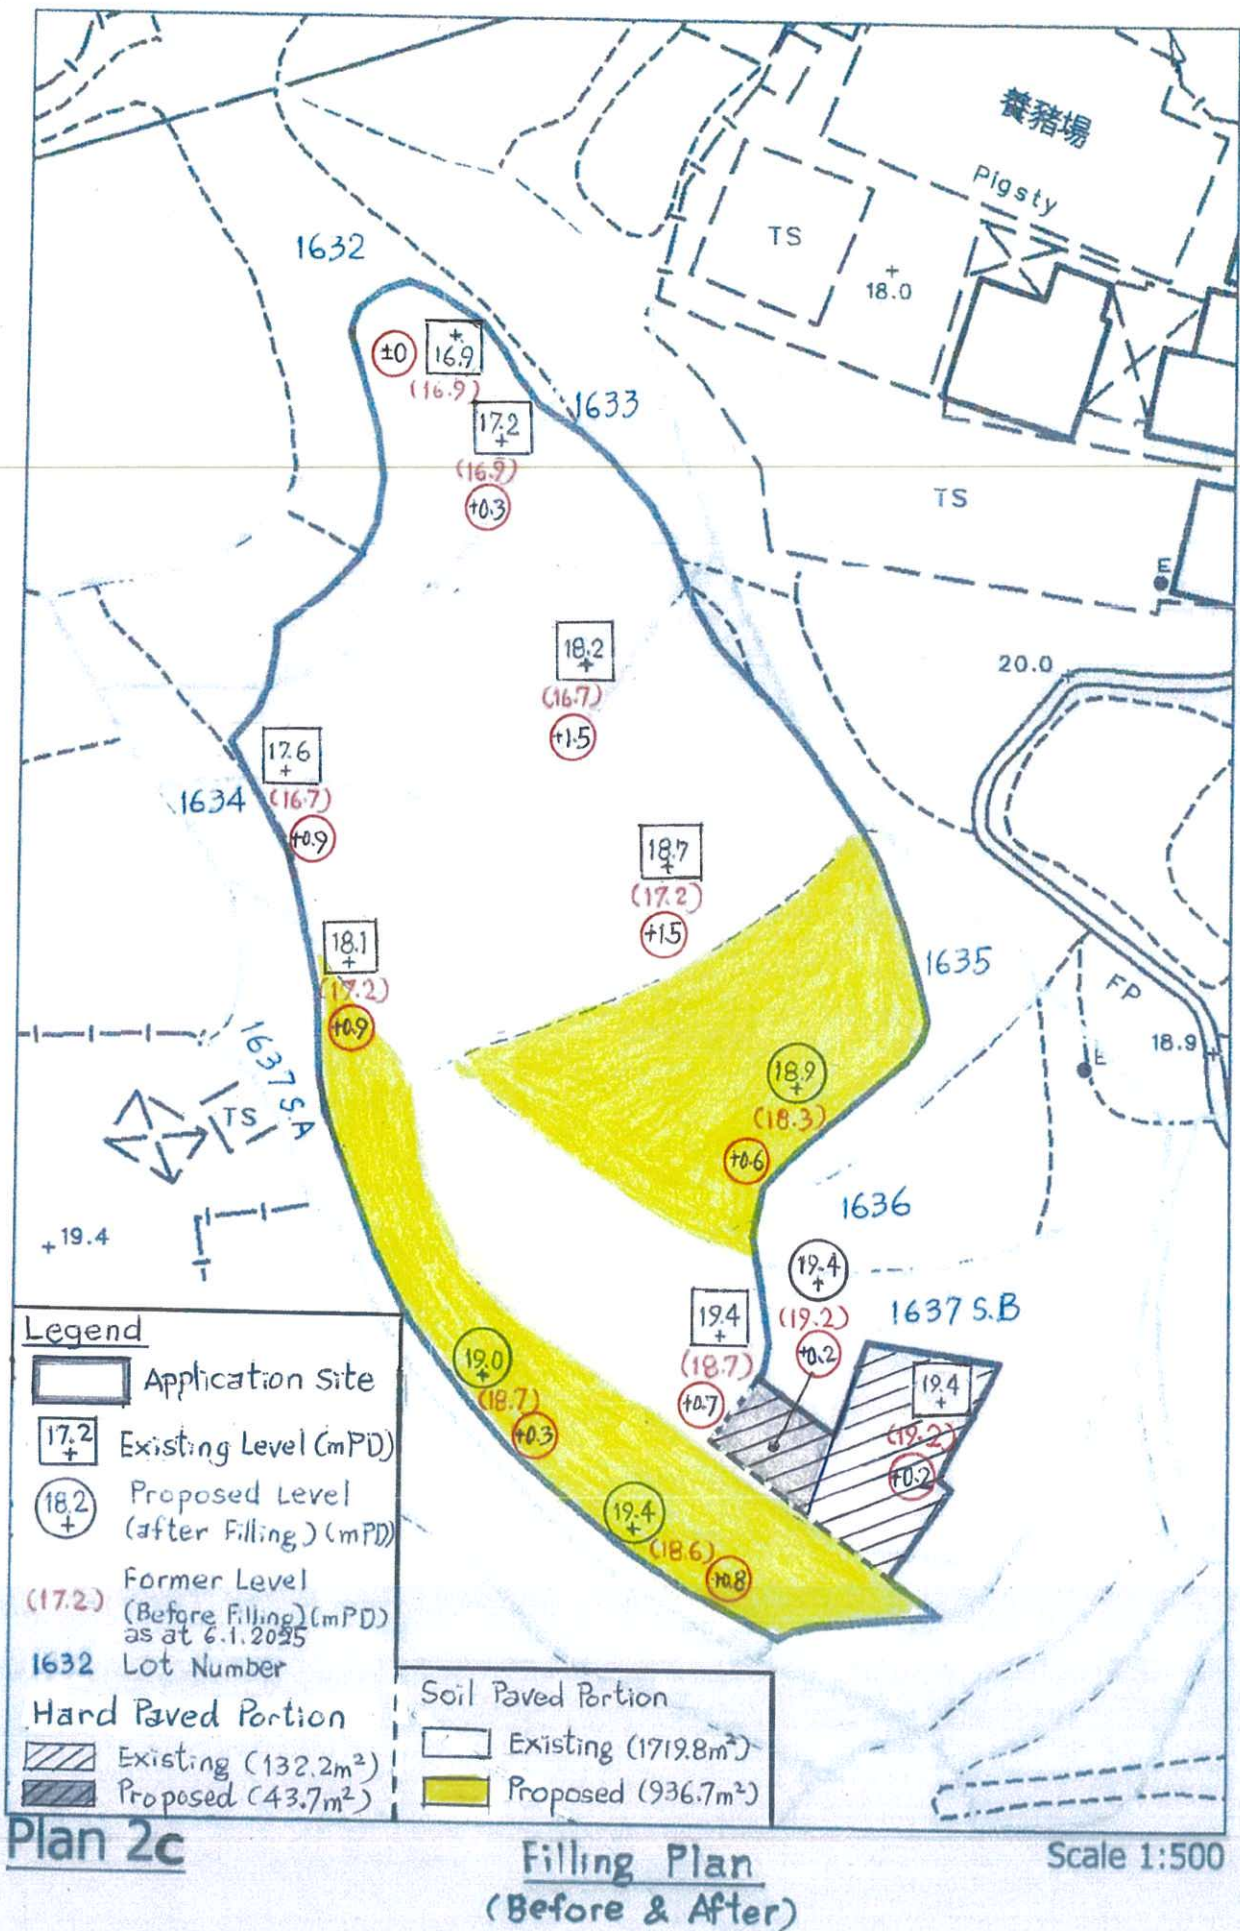 養豬場
Pigsty
TS
+
18.0
1632
±0
16.9
(16.9)
1633
17.2
(16.9)
+0.3
TS
E
18.2
(16.7)
+1.5
20.0
17.6
1634
(16.7)
+0.9
18.7
(17.2)
+1.5
18.1
(17.2)
+0.9
1635
FP
18.9
E
1637 S.A
TS
18.9
(18.3)
+0.6
1636
+19.4
19.4
(19.2)
+0.2
19.4
(18.7)
+0.7
1637 S.B
19.4
(19.2)
+0.2
19.0
(18.7)
+0.3
19.4
(18.6)
+0.8
Legend
Application Site
17.2
Existing Level (mPD)
18.2
Proposed Level
(after Filling) (mPD)
(17.2)
Former Level
(Before Filling) (mPD)
as at 6.1.2025
1632 Lot Number
Hard Paved Portion
Existing (132.2m²)
Proposed (43.7m²)
Soil Paved Portion
Existing (1719.8m²)
Proposed (936.7m²)
Plan 2c
Filling Plan
(Before & After)
Scale 1:500